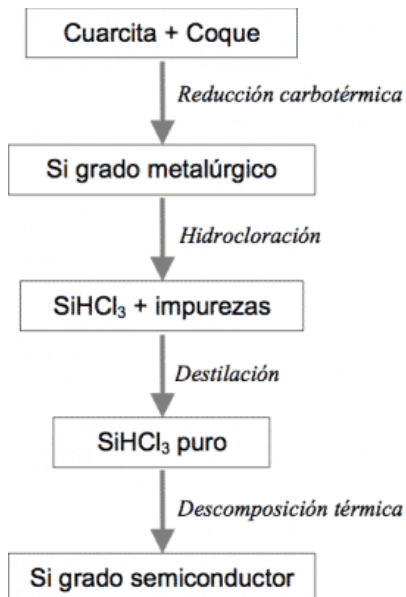 Cuarcita + Coque
Reducción carbotérmica
Si grado metalúrgico
Hidrocloración
SiHCl₃ + impurezas
Destilación
SiHCl₃ puro
Descomposición térmica
Si grado semiconductor